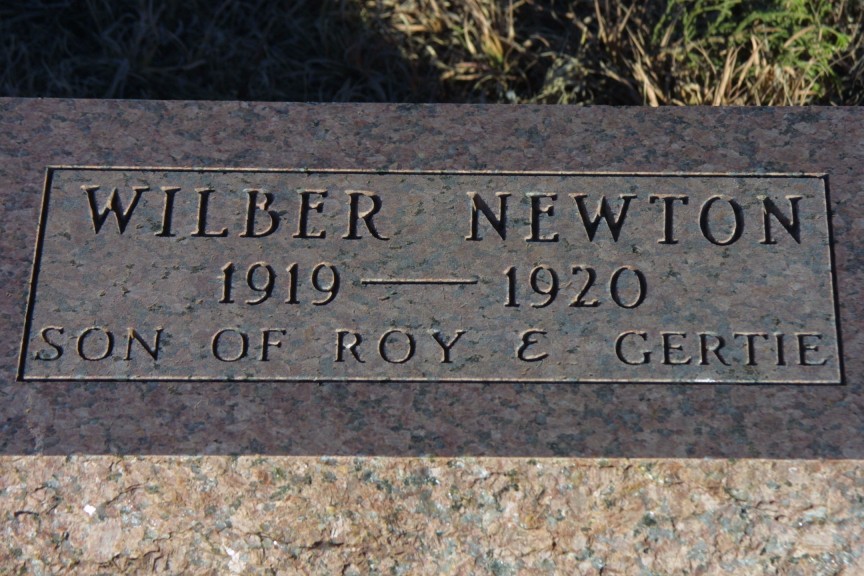 WILBER NEWTON
1919 — 1920
SON OF ROY & GERTIE